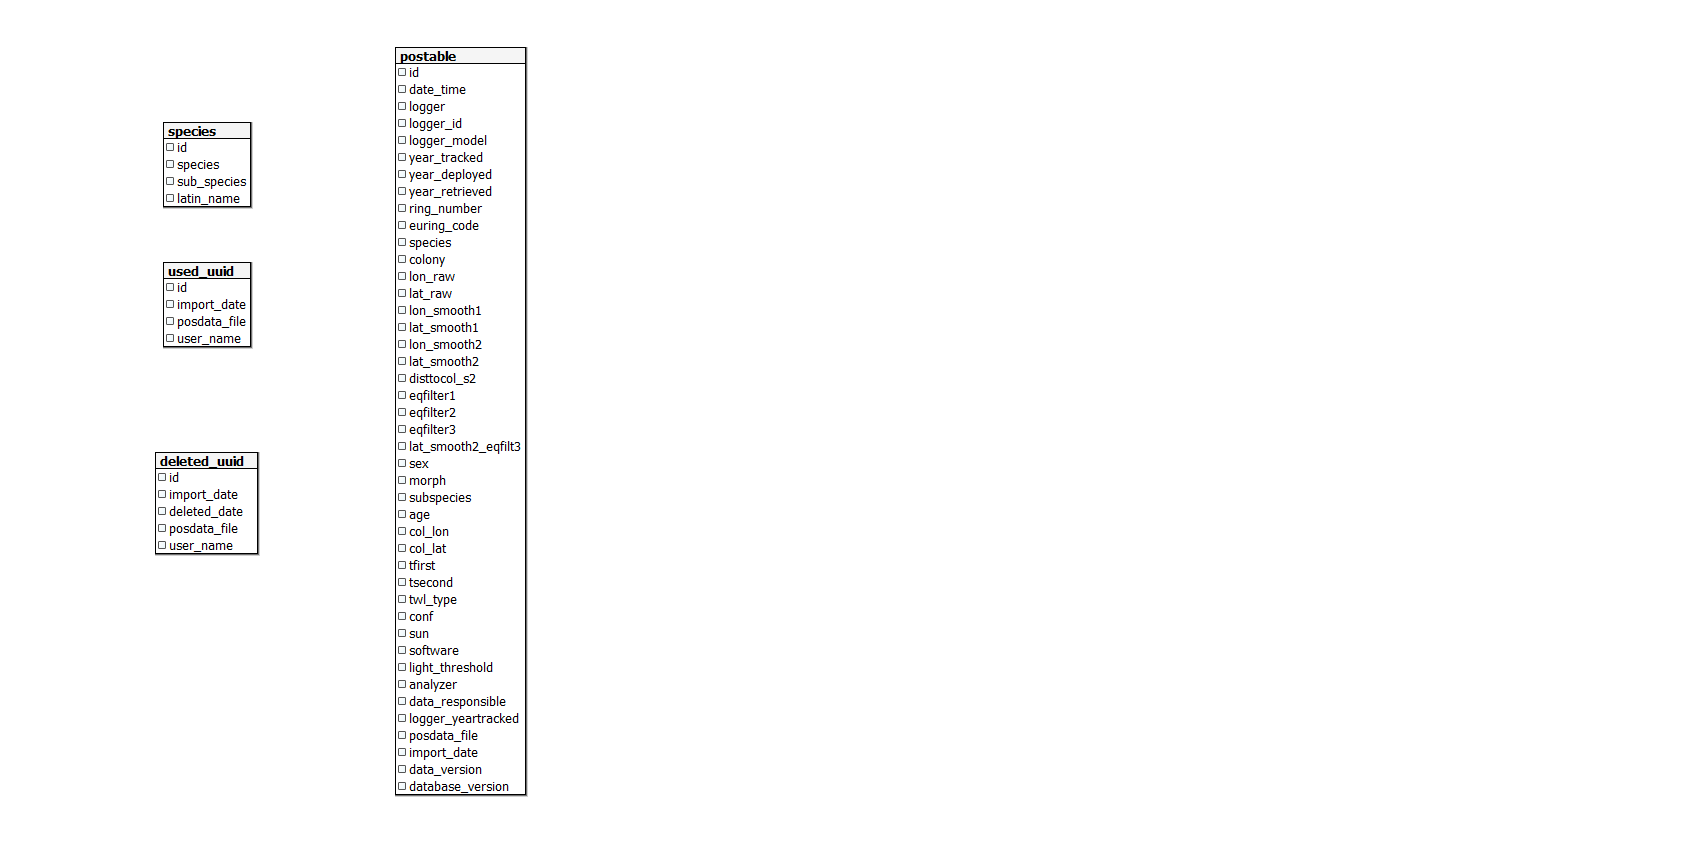 species
id
species
sub_species
latin_name
used_uuid
id
import_date
posdata_file
user_name
deleted_uuid
id
import_date
deleted_date
posdata_file
user_name
postable
id
date_time
logger
logger_id
logger_model
year_tracked
year_deployed
year_retrieved
ring_number
euring_code
species
colony
lon_raw
lat_raw
lon_smooth1
lat_smooth1
lon_smooth2
lat_smooth2
disttocol_s2
eqfilter1
eqfilter2
eqfilter3
lat_smooth2_eqfilt3
sex
morph
subspecies
age
col_lon
col_lat
tfirst
tsecond
twl_type
conf
sun
software
light_threshold
analyzer
data_responsible
logger_yeartracked
posdata_file
import_date
data_version
database_version